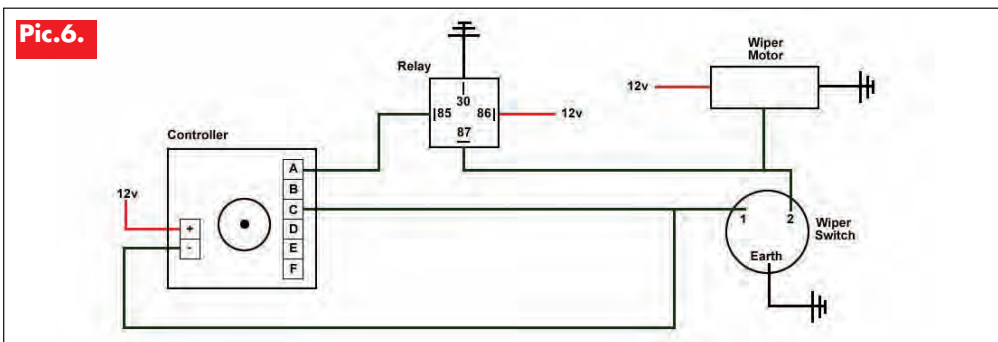 Pic.6.
Wiper
Motor
Relay
12v
30
85
86
12v
87
Controller
A
B
12v
C
1
2
D
Wiper
Switch
+
-
E
Earth
F